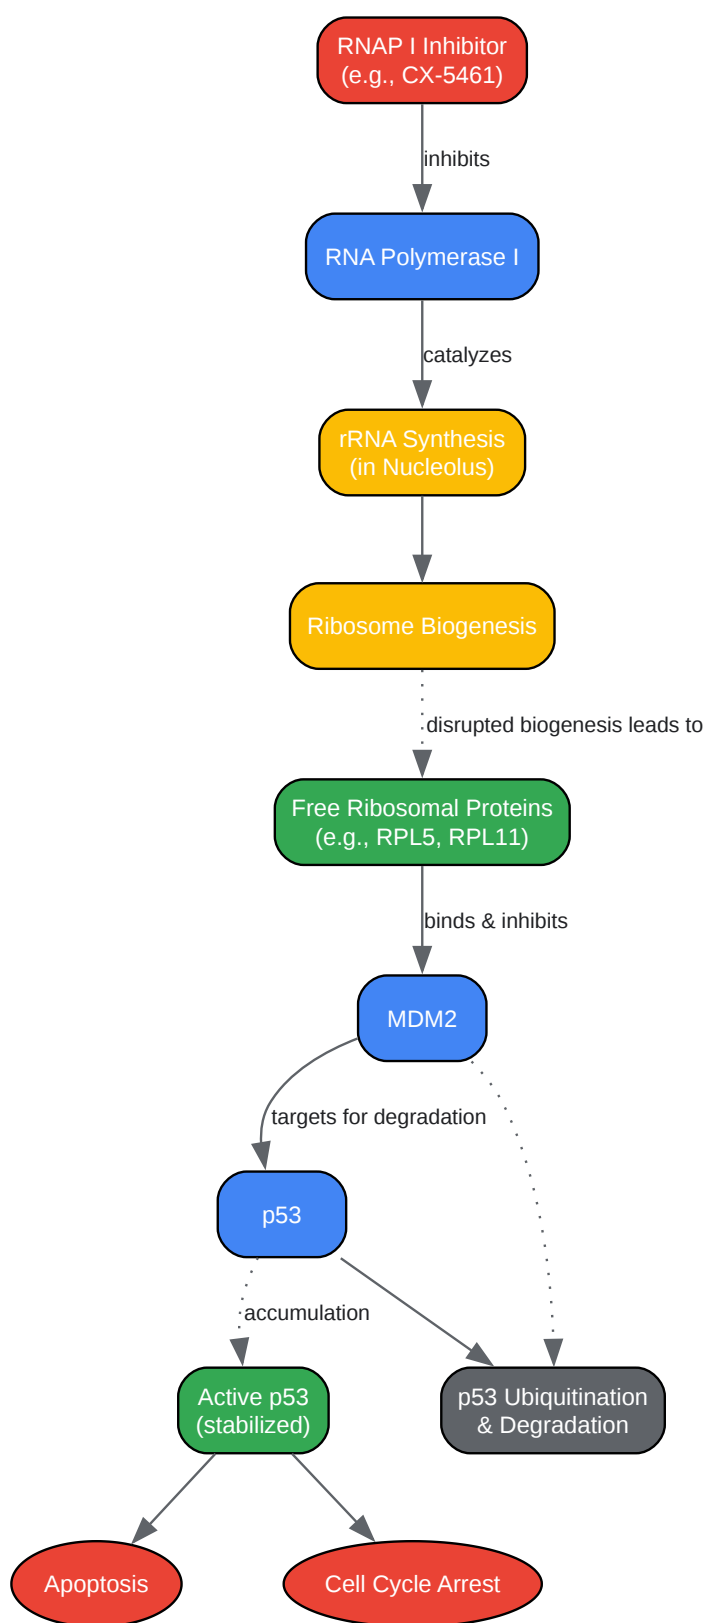 RNAP I Inhibitor
(e.g., CX-5461)
inhibits
RNA Polymerase I
catalyzes
rRNA Synthesis
(in Nucleolus)
Ribosome Biogenesis
disrupted biogenesis leads to
Free Ribosomal Proteins
(e.g., RPL5, RPL11)
binds & inhibits
MDM2
targets for degradation
p53
accumulation
Active p53
(stabilized)
p53 Ubiquitination
& Degradation
Apoptosis
Cell Cycle Arrest